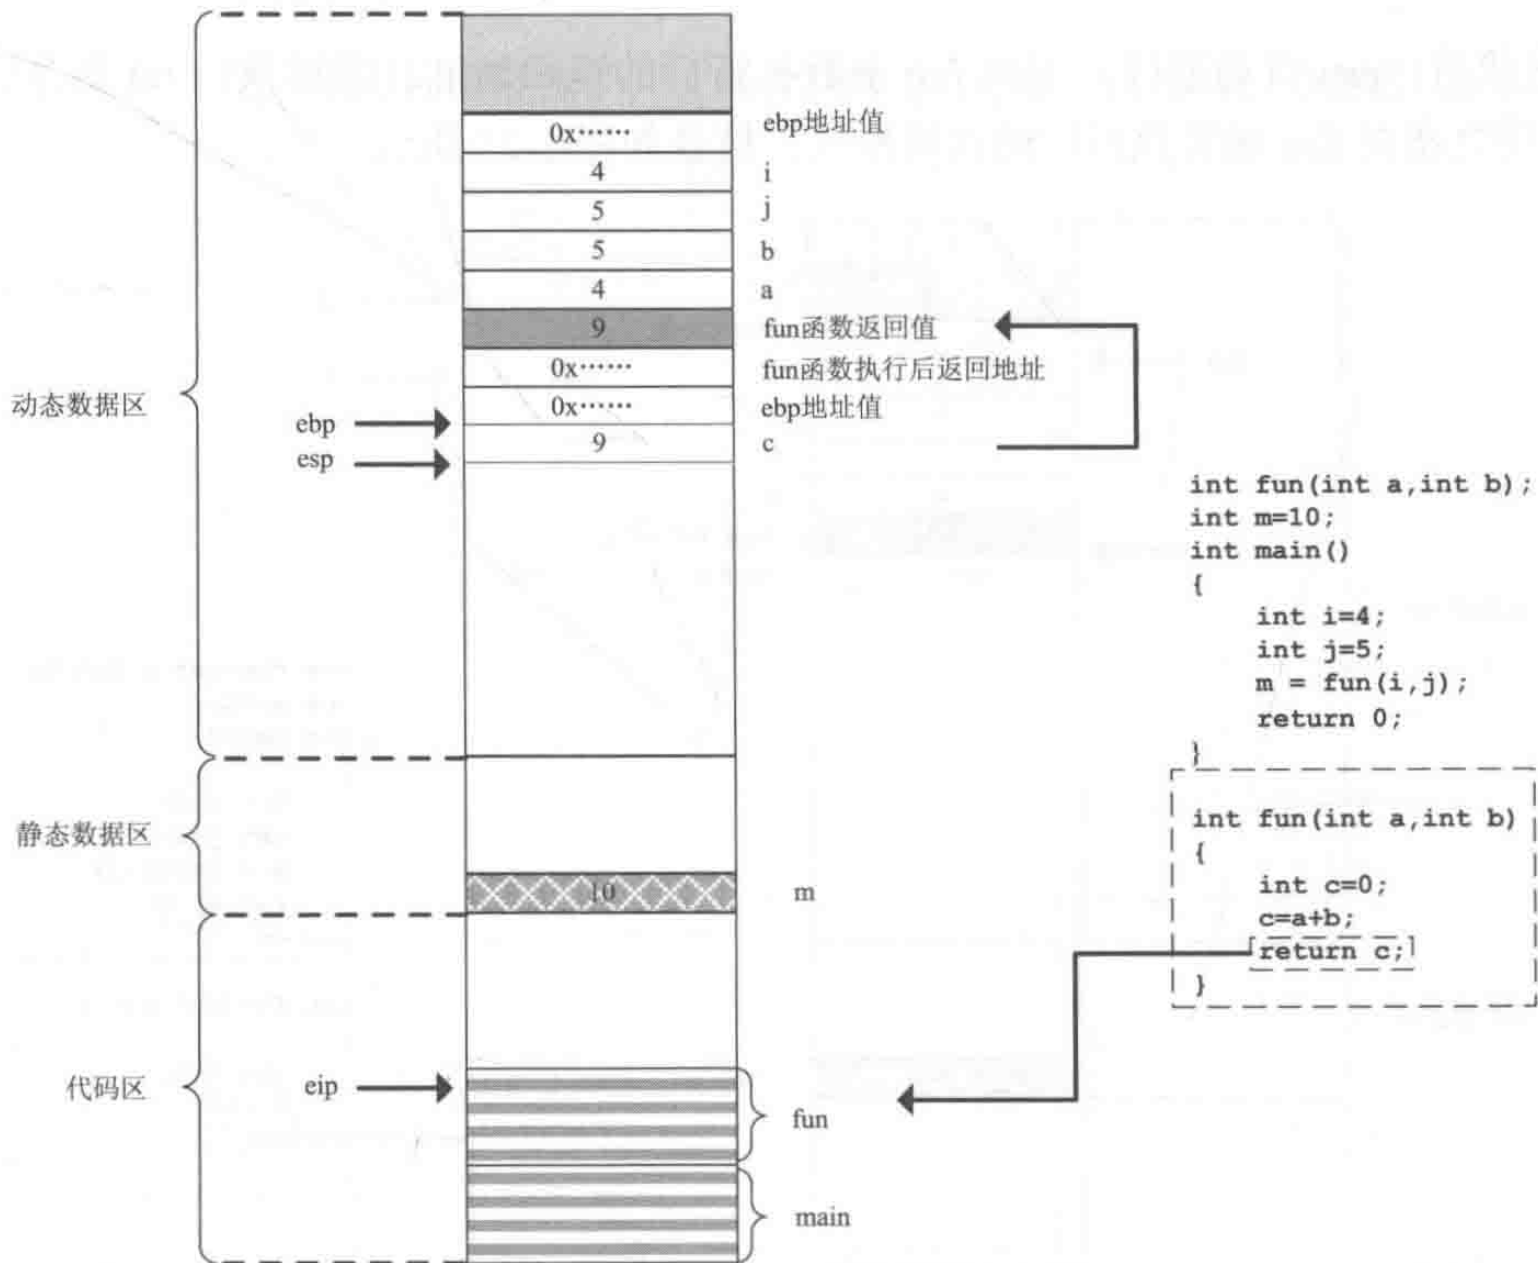 0x······ ebp地址值
4 i
5 j
5 b
4 a
9 fun函数返回值
0x······ fun函数执行后返回地址
0x······ ebp地址值
动态数据区
ebp
9 c
esp
int fun(int a,int b);
int m=10;
int main()
{
int i=4;
int j=5;
m = fun(i,j);
return 0;
}
静态数据区
10 m
int fun(int a,int b)
{
int c=0;
c=a+b;
return c;
}
代码区
eip
fun
main